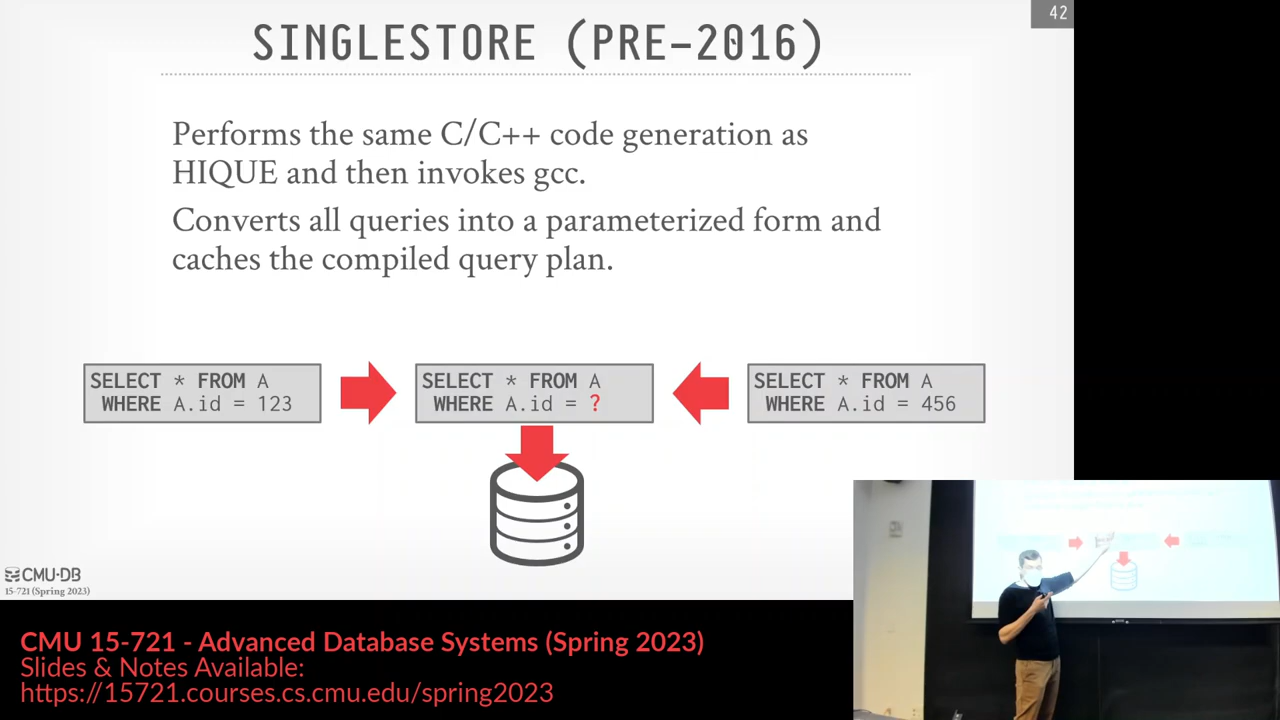 42
SINGLESTORE (PRE–2016)
Performs the same C/C++ code generation as
HIQUE and then invokes gcc.
Converts all queries into a parameterized form and
caches the compiled query plan.
SELECT * FROM A
WHERE A.id = 123
SELECT * FROM A
WHERE A.id = ?
SELECT * FROM A
WHERE A.id = 456
CMU·DB
15-721 (Spring 2023)
CMU 15-721 - Advanced Database Systems (Spring 2023)
Slides & Notes Available:
https://15721.courses.cs.cmu.edu/spring2023